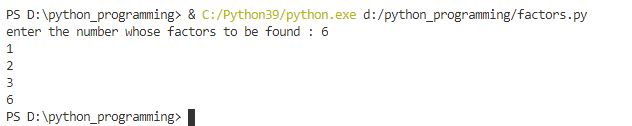 PS D:\python_programming> & C:/Python39/python.exe d:/python_programming/factors.py
enter the number whose factors to be found : 6
1
2
3
6
PS D:\python_programming>